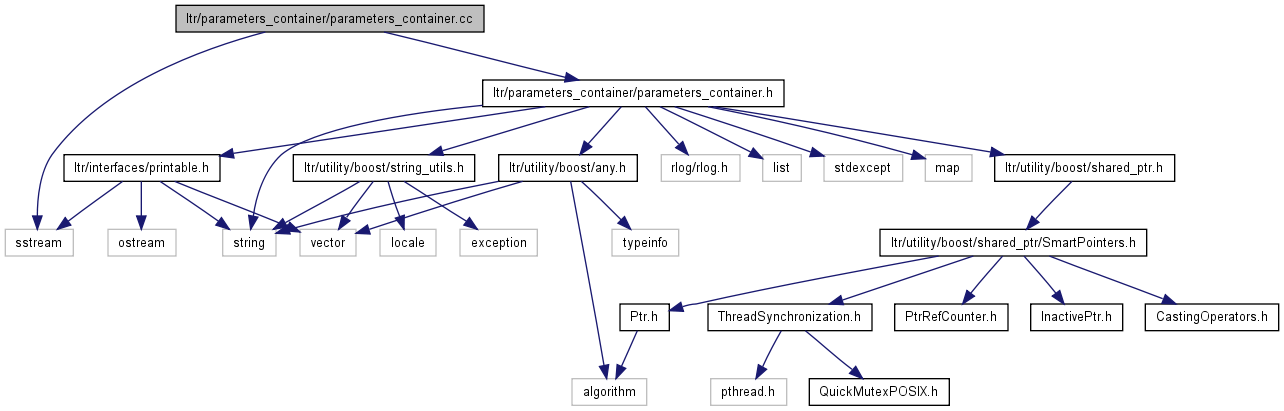 ltr/parameters_container/parameters_container.cc
ltr/parameters_container/parameters_container.h
ltr/interfaces/printable.h
ltr/utility/boost/string_utils.h
ltr/utility/boost/any.h
rlog/rlog.h
list
stdexcept
map
ltr/utility/boost/shared_ptr.h
sstream
ostream
string
vector
locale
exception
typeinfo
ltr/utility/boost/shared_ptr/SmartPointers.h
Ptr.h
ThreadSynchronization.h
PtrRefCounter.h
InactivePtr.h
CastingOperators.h
algorithm
pthread.h
QuickMutexPOSIX.h